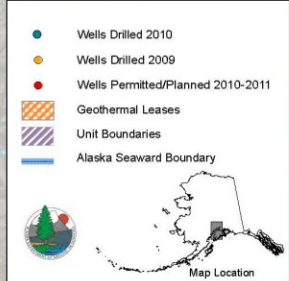 Wells Drilled 2010
Wells Drilled 2009
Wells Permitted/Planned 2010-2011
Geothermal Leases
Unit Boundaries
Alaska Seaward Boundary
Map Location